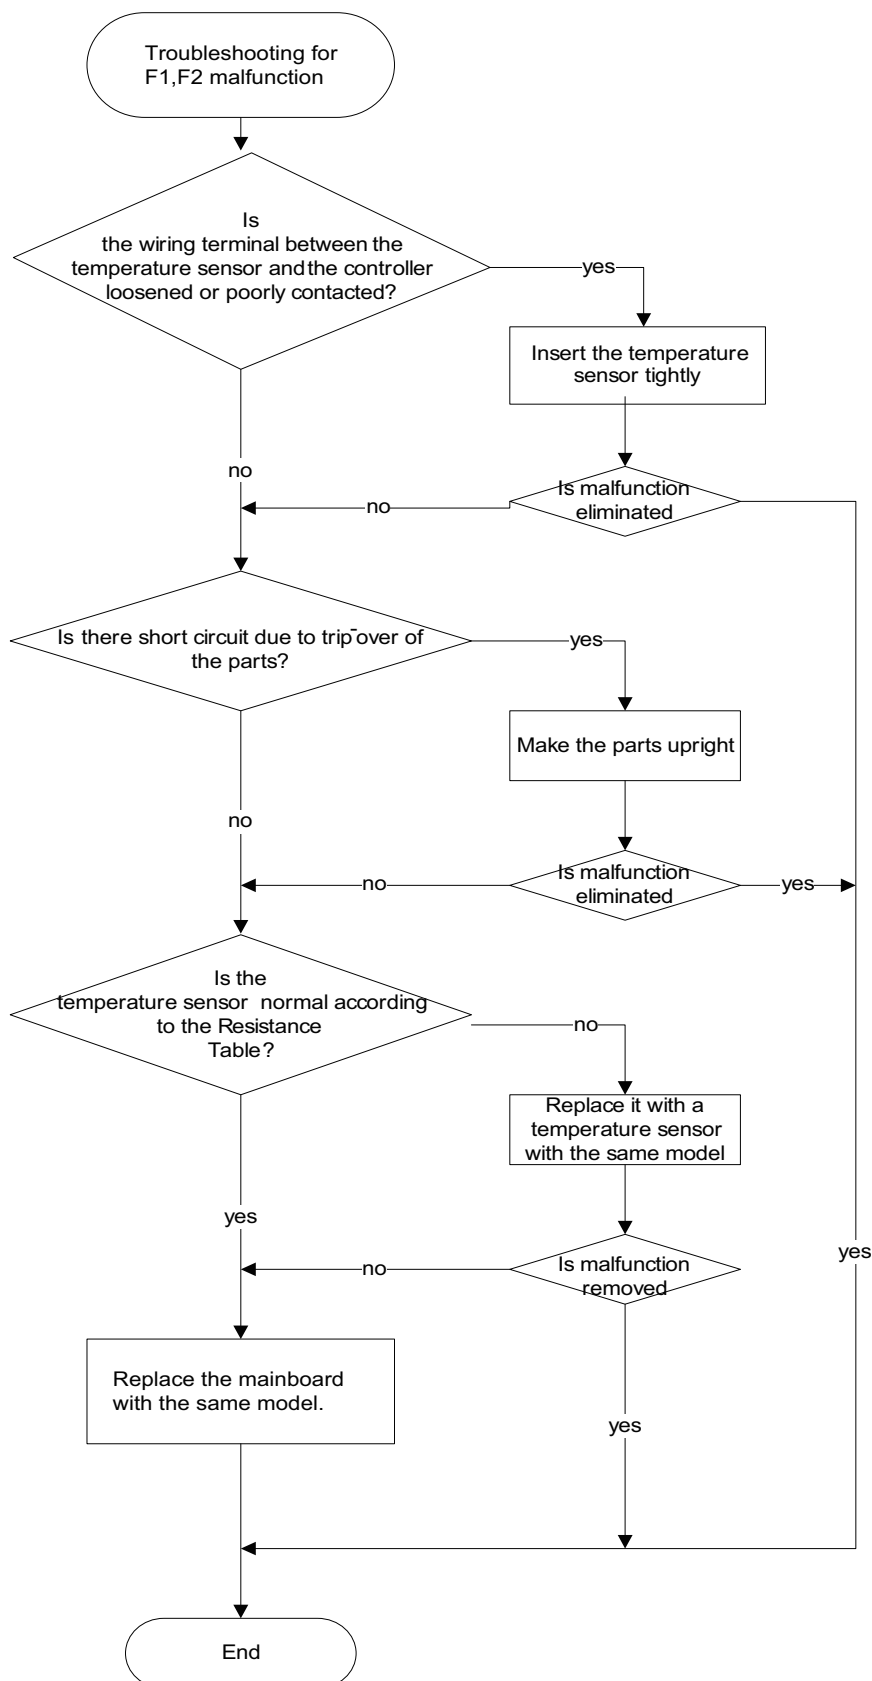 Troubleshooting for
F1,F2 malfunction
Is
the wiring terminal between the
temperature sensor and the controller
loosened or poorly contacted?
yes
Insert the temperature
sensor tightly
no
Is malfunction
eliminated
no
Is there short circuit due to trip-over of
the parts?
yes
Make the parts upright
no
Is malfunction
eliminated
no
yes
Is the
temperature sensor normal according
to the Resistance
Table?
no
Replace it with a
temperature sensor
with the same model
yes
Is malfunction
removed
no
yes
Replace the mainboard
with the same model.
yes
End